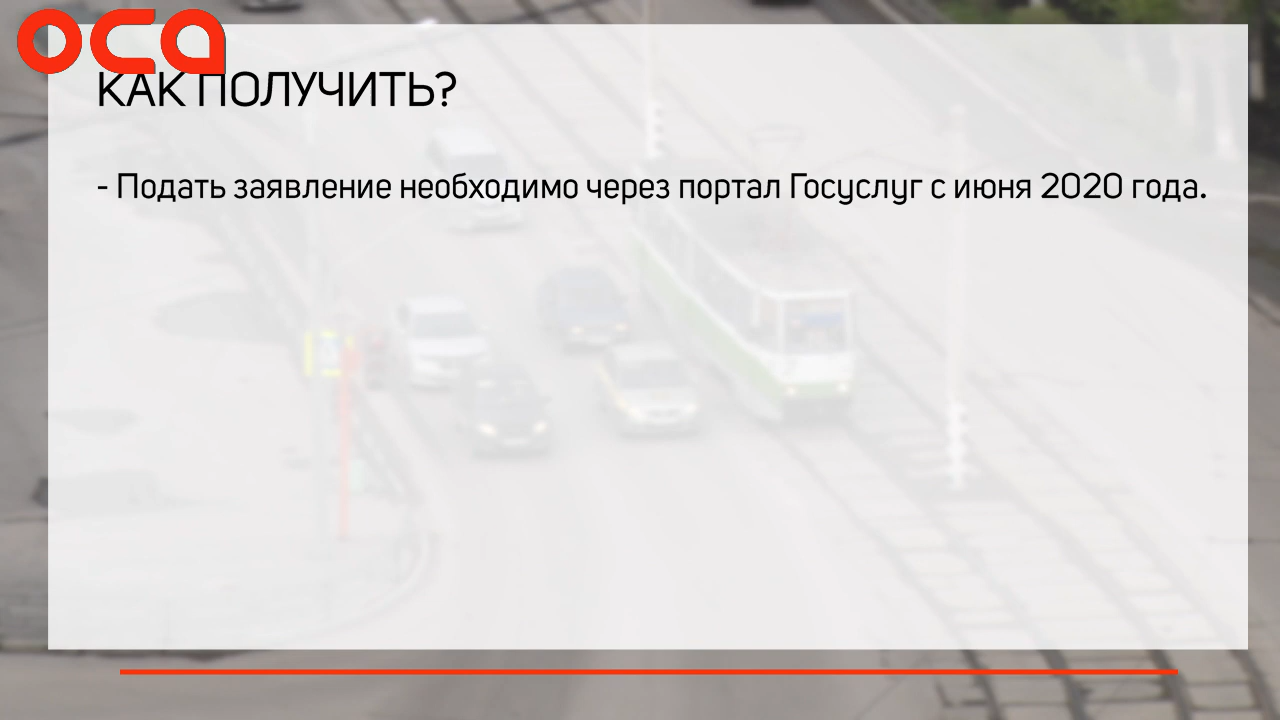 оса
КАК ПОЛУЧИТЬ?
- Подать заявление необходимо через портал Госуслуг с июня 2020 года.